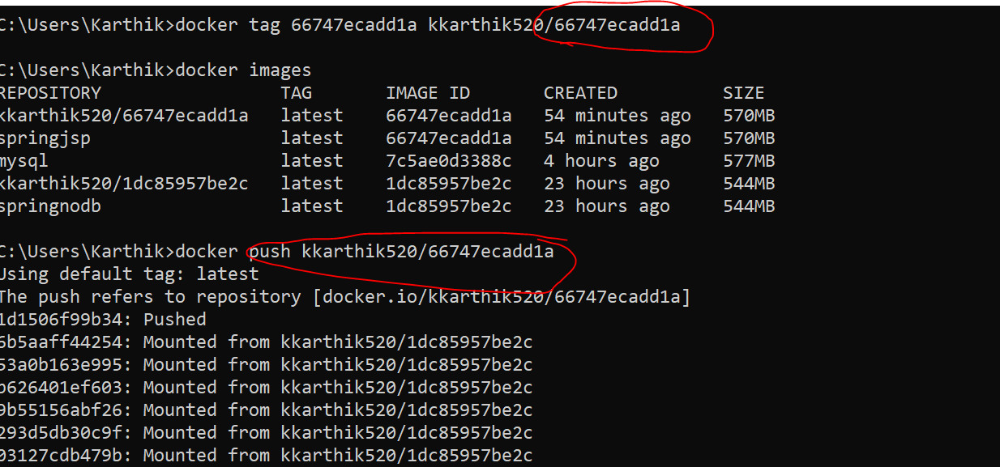 C:\Users\Karthik>docker tag 66747ecadd1a kkarthik520/66747ecadd1a
C:\Users\Karthik>docker images
REPOSITORY TAG IMAGE ID CREATED SIZE
kkarthik520/66747ecadd1a latest 66747ecadd1a 54 minutes ago 570MB
springjsp latest 66747ecadd1a 54 minutes ago 570MB
mysql latest 7c5ae0d3388c 4 hours ago 577MB
kkarthik520/1dc85957be2c latest 1dc85957be2c 23 hours ago 544MB
springnodb latest 1dc85957be2c 23 hours ago 544MB
C:\Users\Karthik>docker push kkarthik520/66747ecadd1a
Using default tag: latest
The push refers to repository [docker.io/kkarthik520/66747ecadd1a]
1d1506f99b34: Pushed
6b5aaff44254: Mounted from kkarthik520/1dc85957be2c
53a0b163e995: Mounted from kkarthik520/1dc85957be2c
b626401ef603: Mounted from kkarthik520/1dc85957be2c
9b55156abf26: Mounted from kkarthik520/1dc85957be2c
293d5db30c9f: Mounted from kkarthik520/1dc85957be2c
03127cdb479b: Mounted from kkarthik520/1dc85957be2c